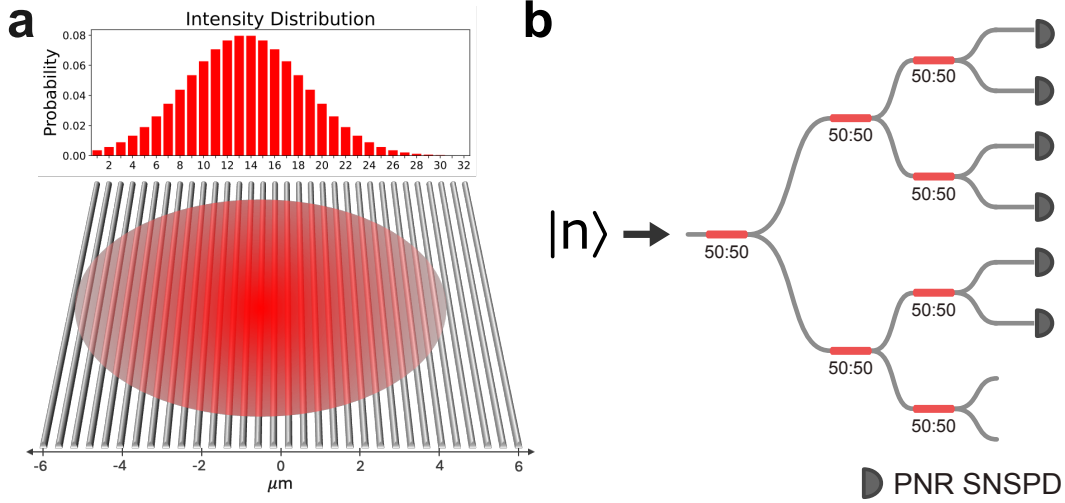 a
Intensity Distribution
Probability
0.08
0.06
0.04
0.02
0.00
2 4 6 8 10 12 14 16 18 20 22 24 26 28 30 32
-6 -4 -2 0 2 4 6
μm
b
|n⟩
50:50
50:50
50:50
50:50
50:50
50:50
50:50
PNR SNSPD